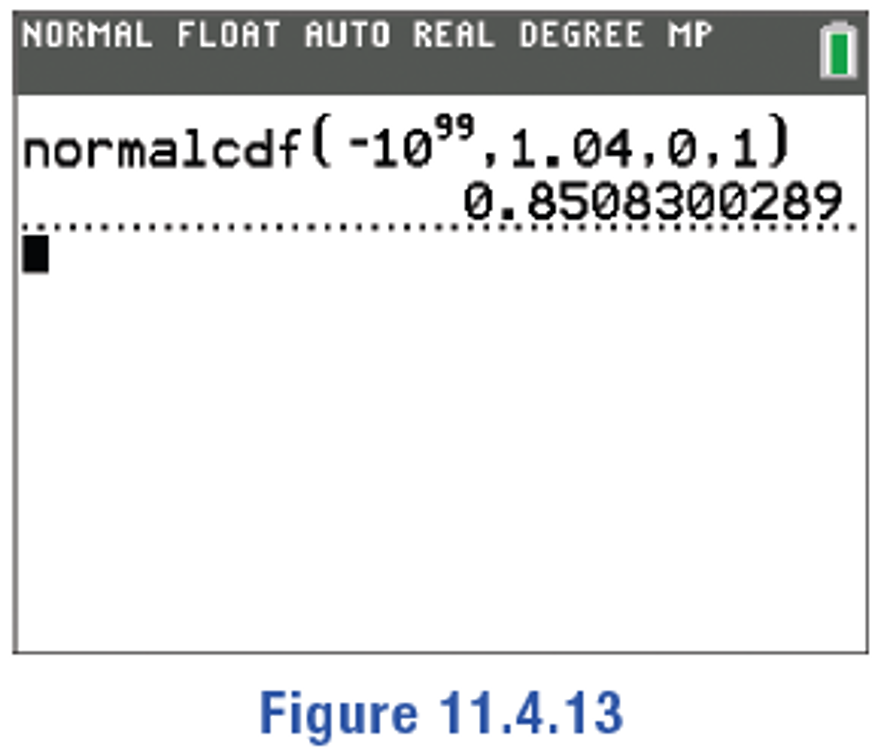 NORMAL FLOAT AUTO REAL DEGREE MP
normalcdf(-10⁹⁹,1.04,0,1)
0.8508300289
Figure 11.4.13